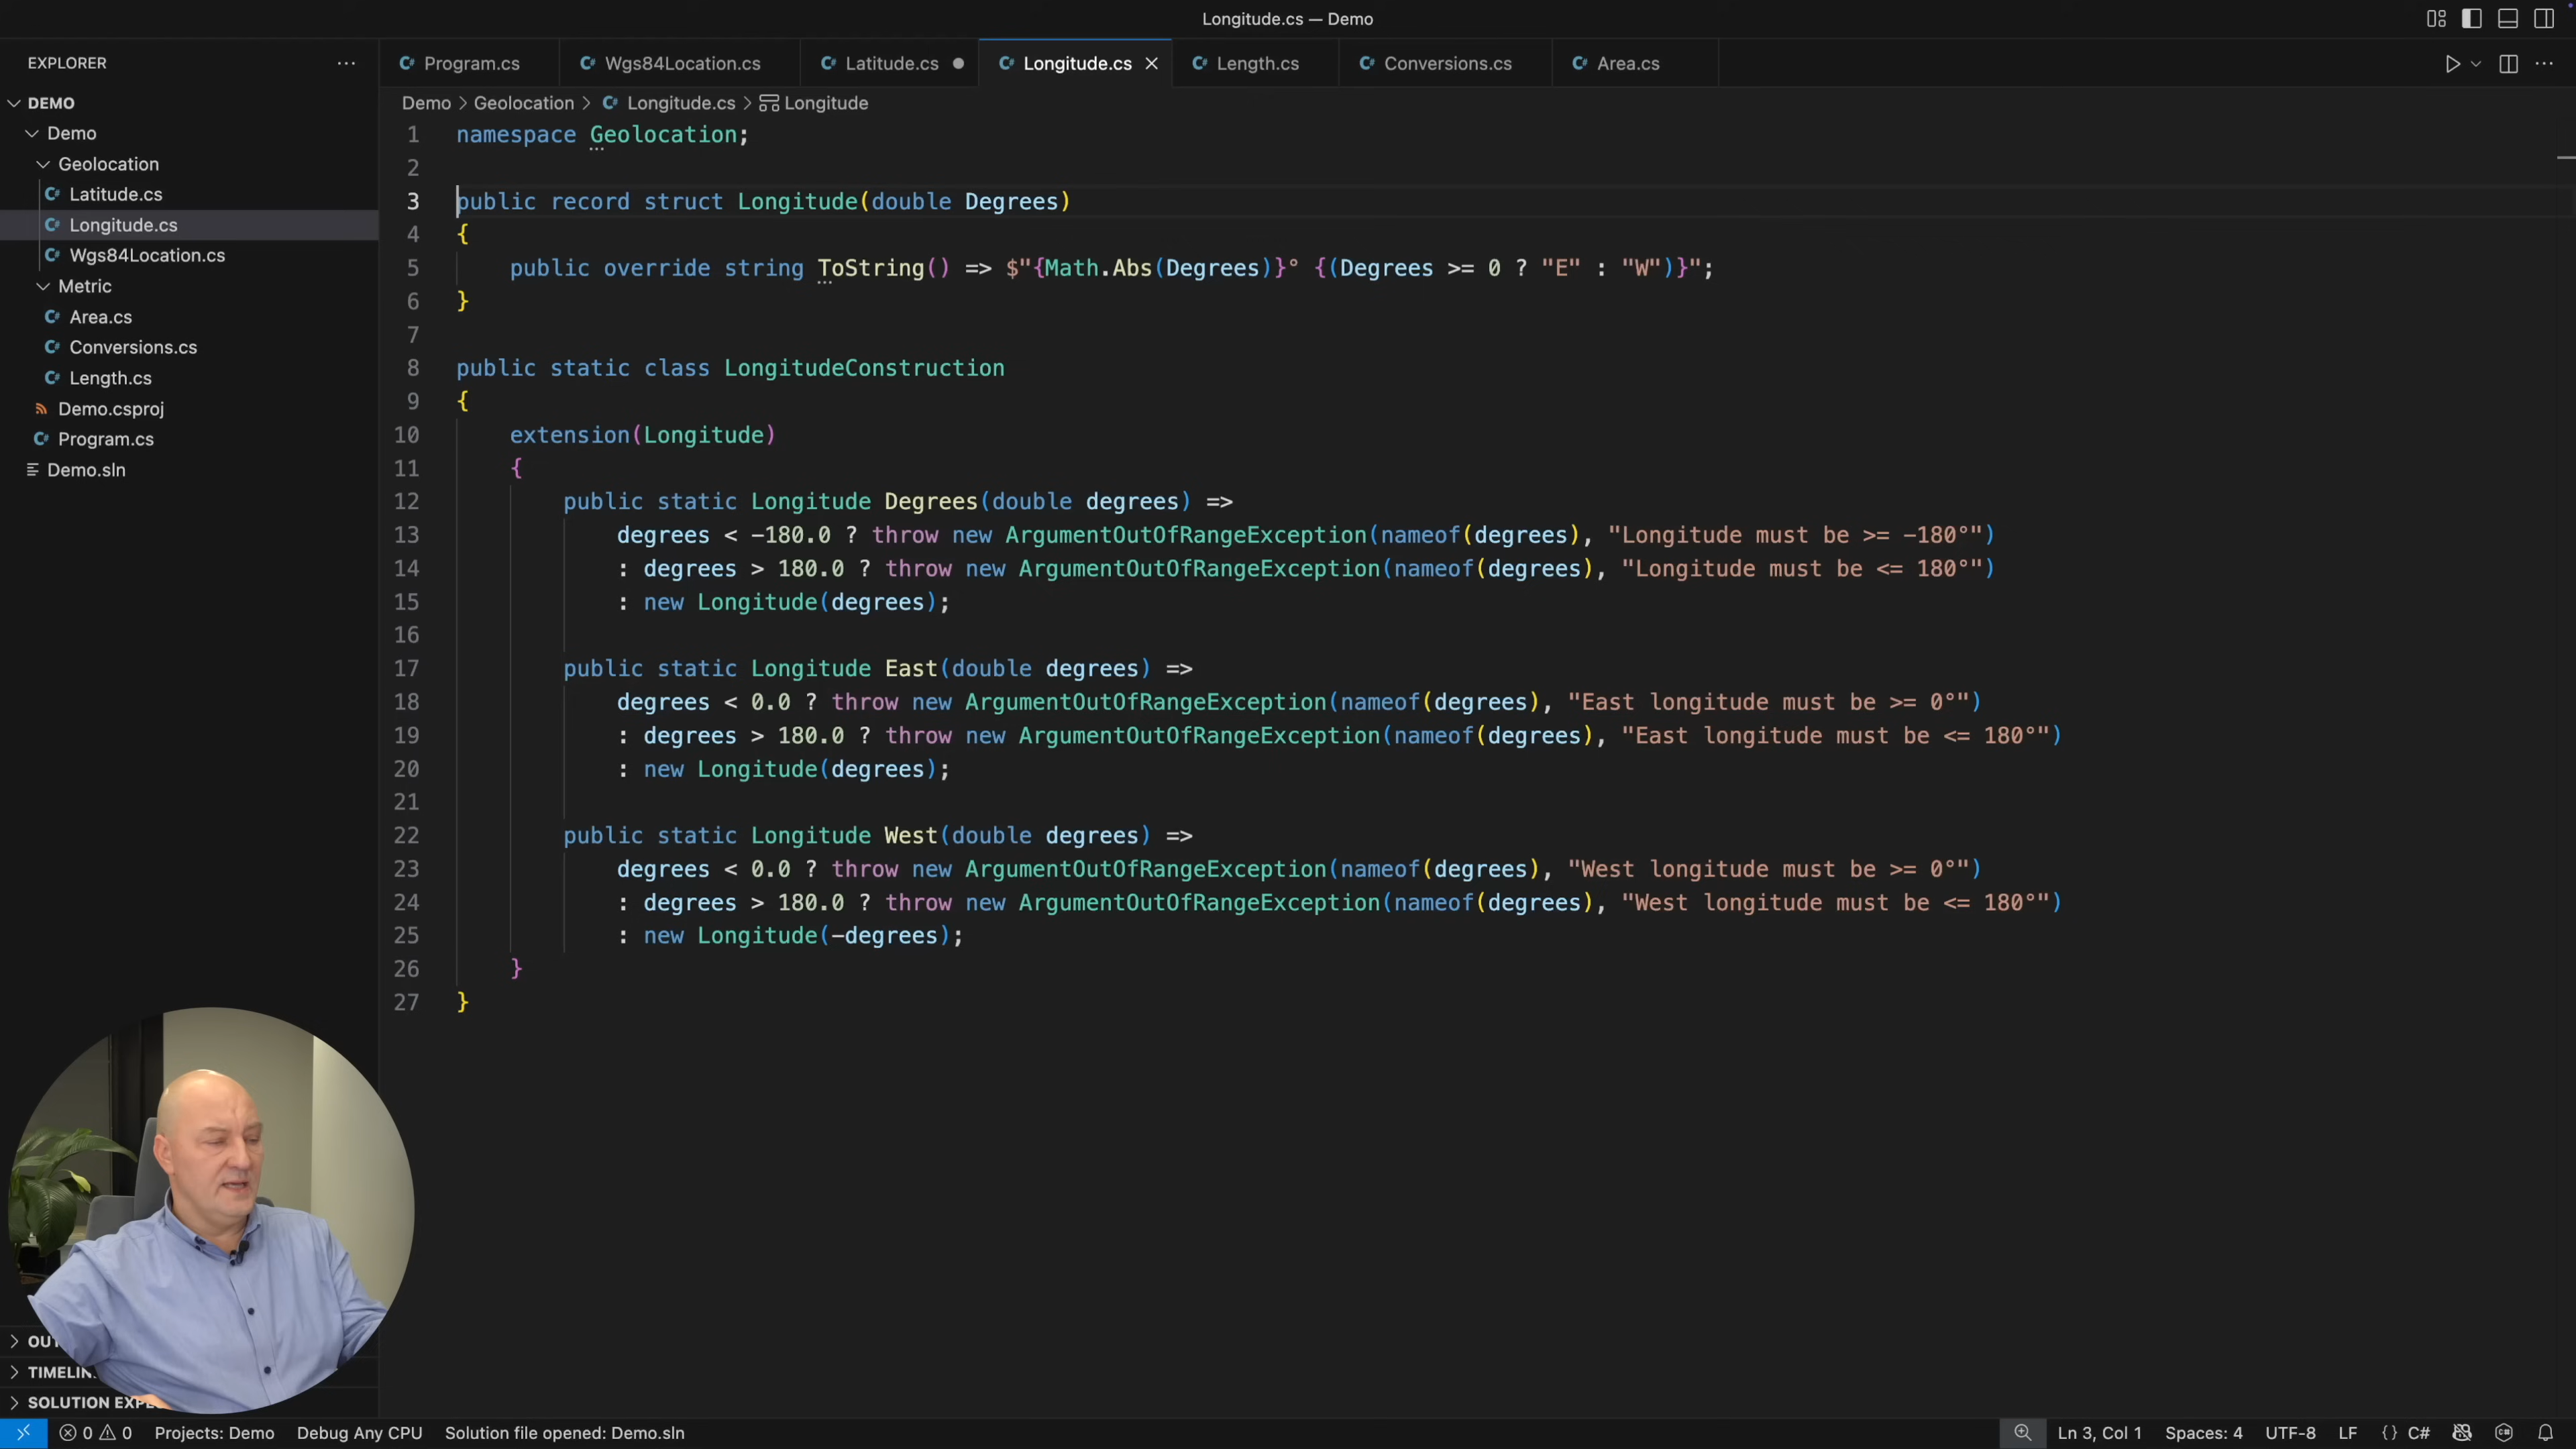 Longitude.cs — Demo
EXPLORER
DEMO
Demo
Geolocation
Latitude.cs
Longitude.cs
Wgs84Location.cs
Metric
Area.cs
Conversions.cs
Length.cs
Demo.csproj
Program.cs
Demo.sln
Program.cs Wgs84Location.cs Latitude.cs Longitude.cs Length.cs Conversions.cs Area.cs
Demo > Geolocation > Longitude.cs > Longitude
1 namespace Geolocation;
2
3 public record struct Longitude(double Degrees)
4 {
5 public override string ToString() => $"{Math.Abs(Degrees)}° {(Degrees >= 0 ? "E" : "W")}";
6 }
7
8 public static class LongitudeConstruction
9 {
10 extension(Longitude)
11 {
12 public static Longitude Degrees(double degrees) =>
13 degrees < -180.0 ? throw new ArgumentOutOfRangeException(nameof(degrees), "Longitude must be >= -180°")
14 : degrees > 180.0 ? throw new ArgumentOutOfRangeException(nameof(degrees), "Longitude must be <= 180°")
15 : new Longitude(degrees);
16
17 public static Longitude East(double degrees) =>
18 degrees < 0.0 ? throw new ArgumentOutOfRangeException(nameof(degrees), "East longitude must be >= 0°")
19 : degrees > 180.0 ? throw new ArgumentOutOfRangeException(nameof(degrees), "East longitude must be <= 180°")
20 : new Longitude(degrees);
21
22 public static Longitude West(double degrees) =>
23 degrees < 0.0 ? throw new ArgumentOutOfRangeException(nameof(degrees), "West longitude must be >= 0°")
24 : degrees > 180.0 ? throw new ArgumentOutOfRangeException(nameof(degrees), "West longitude must be <= 180°")
25 : new Longitude(-degrees);
26 }
27 }
OU
TIMELIN
SOLUTION EXPL
0 0 Projects: Demo Debug Any CPU Solution file opened: Demo.sln Ln 3, Col 1 Spaces: 4 UTF-8 LF {} C#